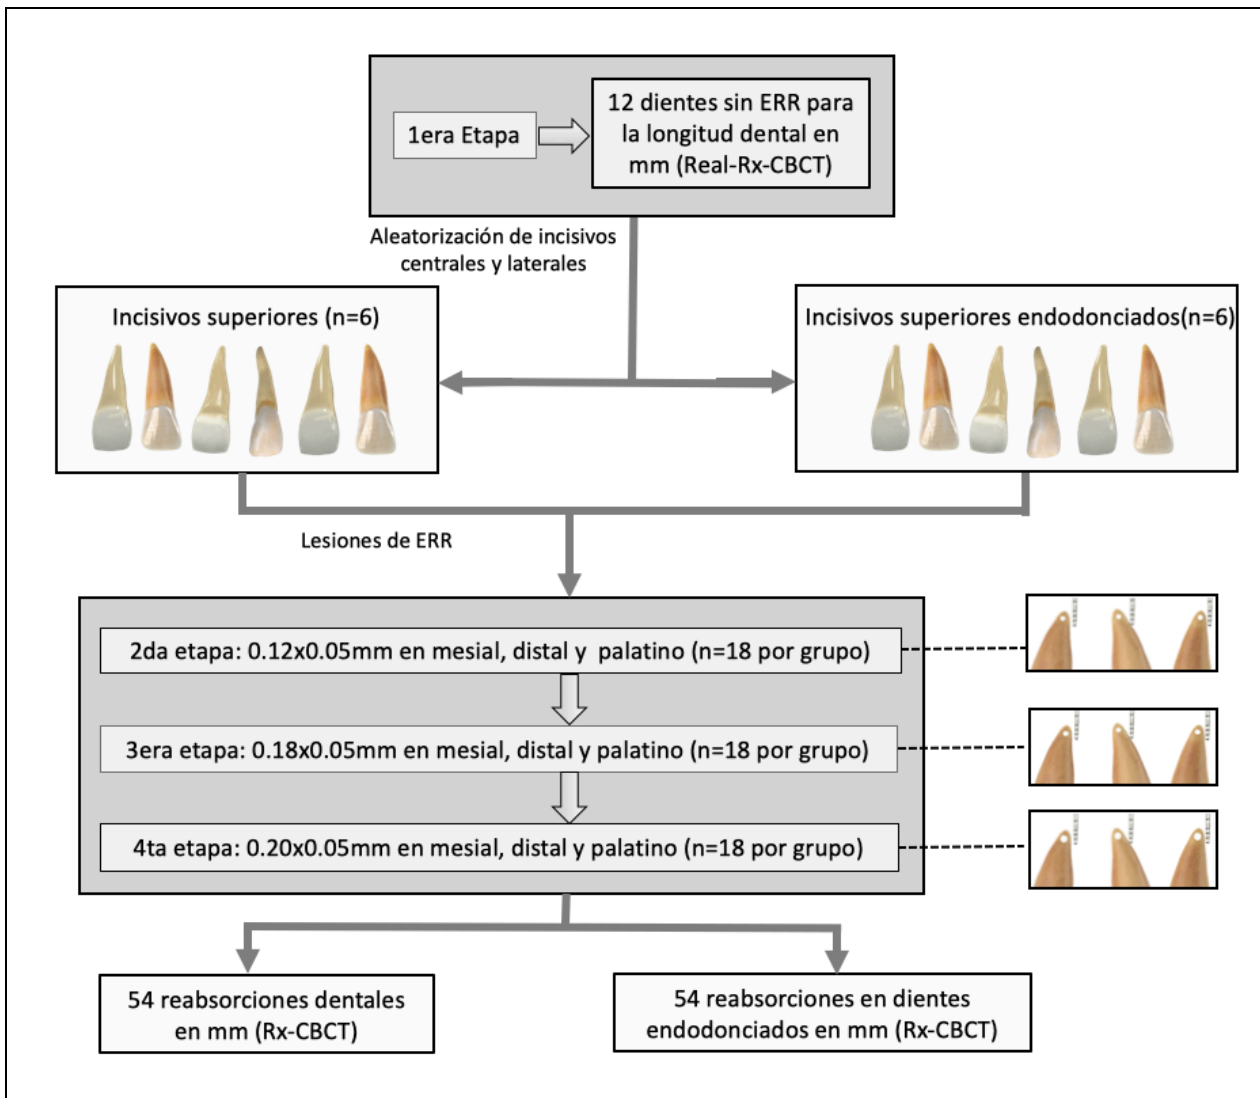 1era Etapa
12 dientes sin ERR para
la longitud dental en
mm (Real-Rx-CBCT)
Aleatorización de incisivos
centrales y laterales
Incisivos superiores (n=6)
Incisivos superiores endodonciados(n=6)
Lesiones de ERR
2da etapa: 0.12x0.05mm en mesial, distal y  palatino (n=18 por grupo)
3era etapa: 0.18x0.05mm en mesial, distal y palatino (n=18 por grupo)
4ta etapa: 0.20x0.05mm en mesial, distal y palatino (n=18 por grupo)
54 reabsorciones dentales
en mm (Rx-CBCT)
54 reabsorciones en dientes
endodonciados en mm (Rx-CBCT)